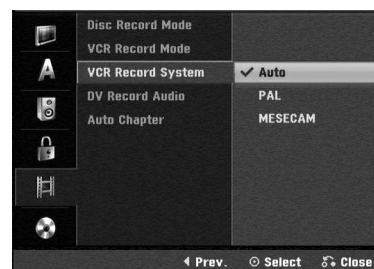 Disc Record Mode
VCR Record Mode
VCR Record System
✓ Auto
DV Record Audio
PAL
Auto Chapter
MESECAM
A
Prev.
Select
Close